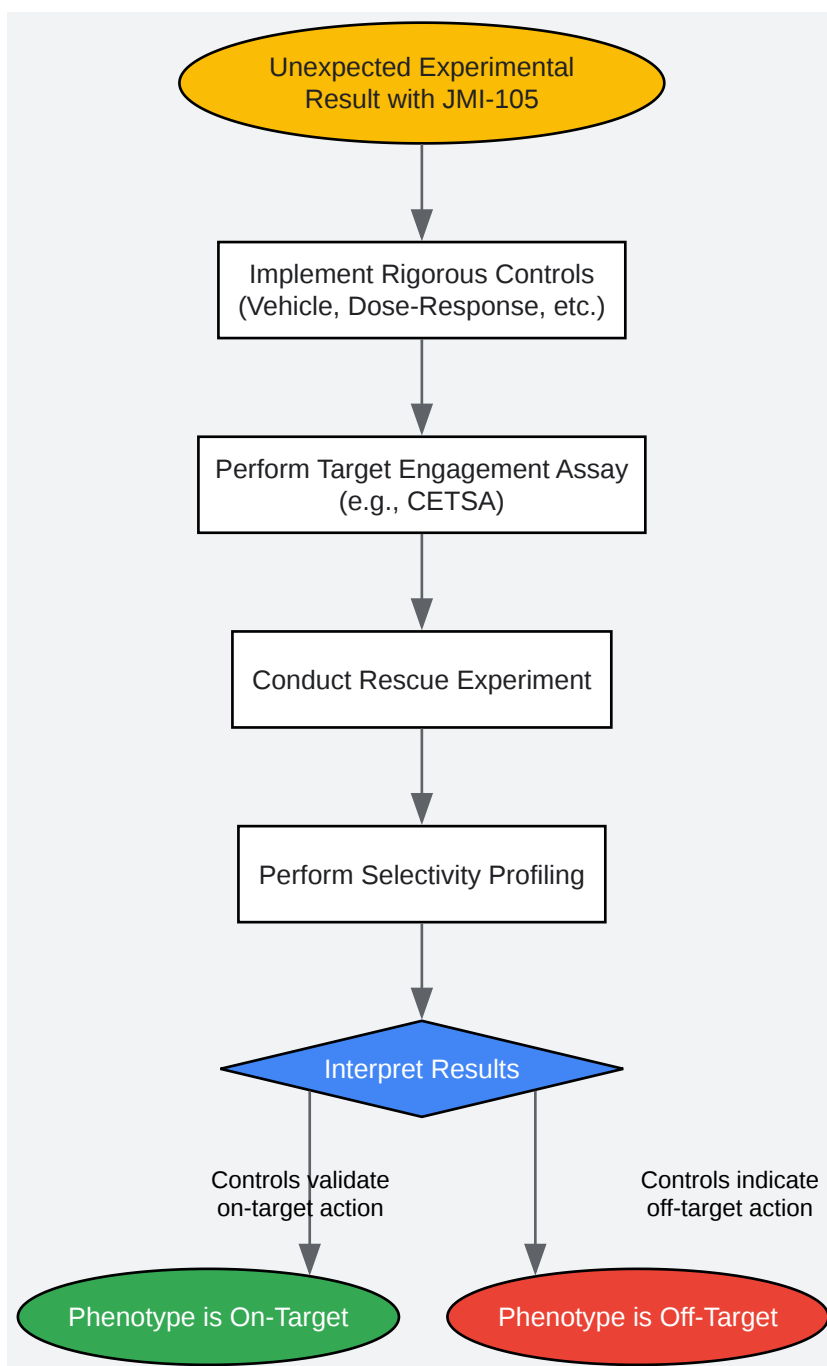 Unexpected Experimental
Result with JMI-105
Implement Rigorous Controls
(Vehicle, Dose-Response, etc.)
Perform Target Engagement Assay
(e.g., CETSA)
Conduct Rescue Experiment
Perform Selectivity Profiling
Interpret Results
Controls validate
on-target action
Controls indicate
off-target action
Phenotype is On-Target
Phenotype is Off-Target